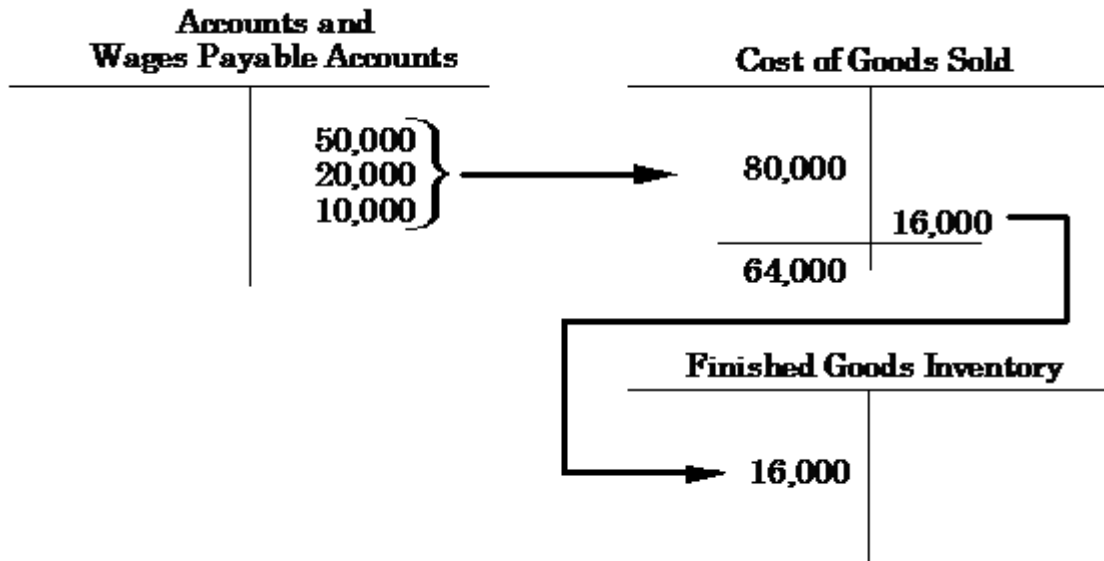 Accounts and
Wages Payable Accounts
50,000
20,000
10,000
Cost of Goods Sold
80,000
16,000
64,000
Finished Goods Inventory
16,000